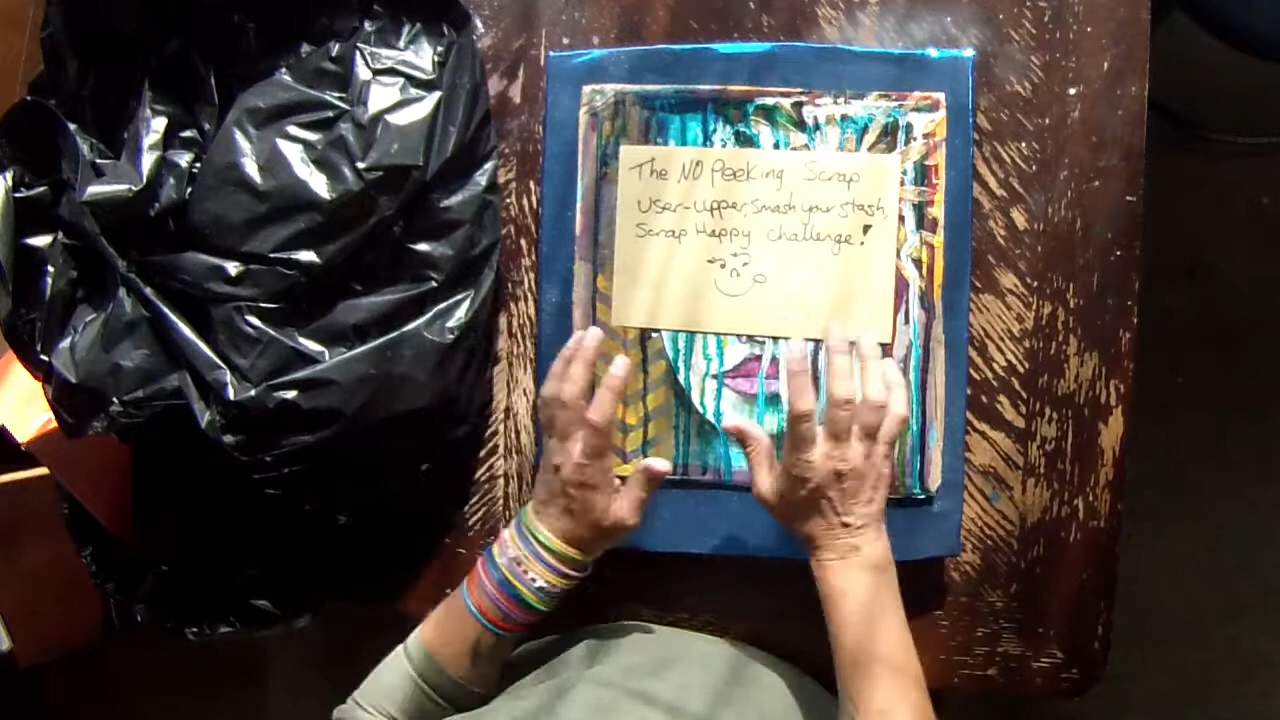 The NO Peeking Scrap
User-upper, Smash your stash,
Scrap Happy challenge!